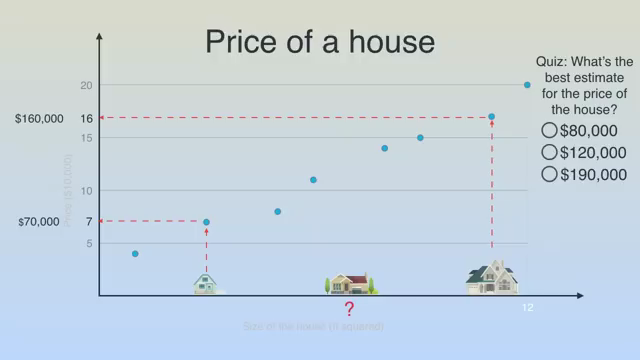 Price of a house
Quiz: What's the
best estimate
for the price of
the house?
$80,000
$120,000
$190,000
20
$160,000 16
15
10
$70,000 7
5
Price ($10,000)
?
12
Size of the house (ft squared)